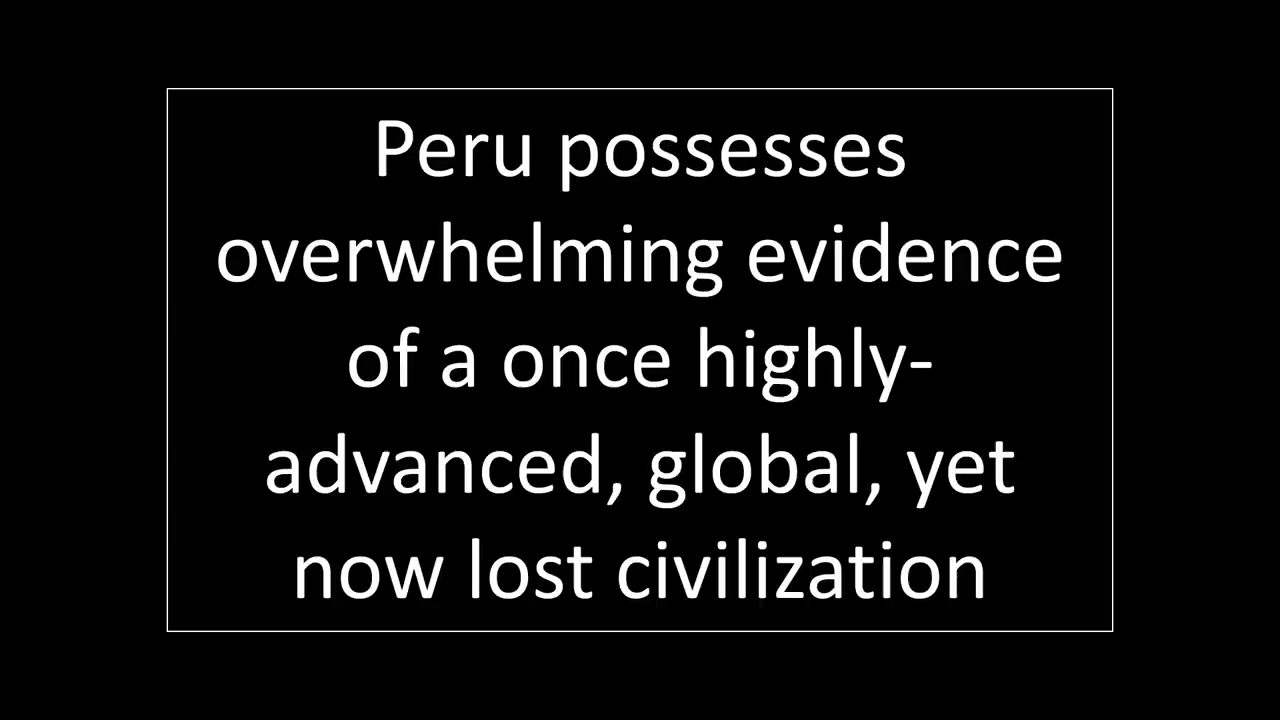 Peru possesses
overwhelming evidence
of a once highly-
advanced, global, yet
now lost civilization